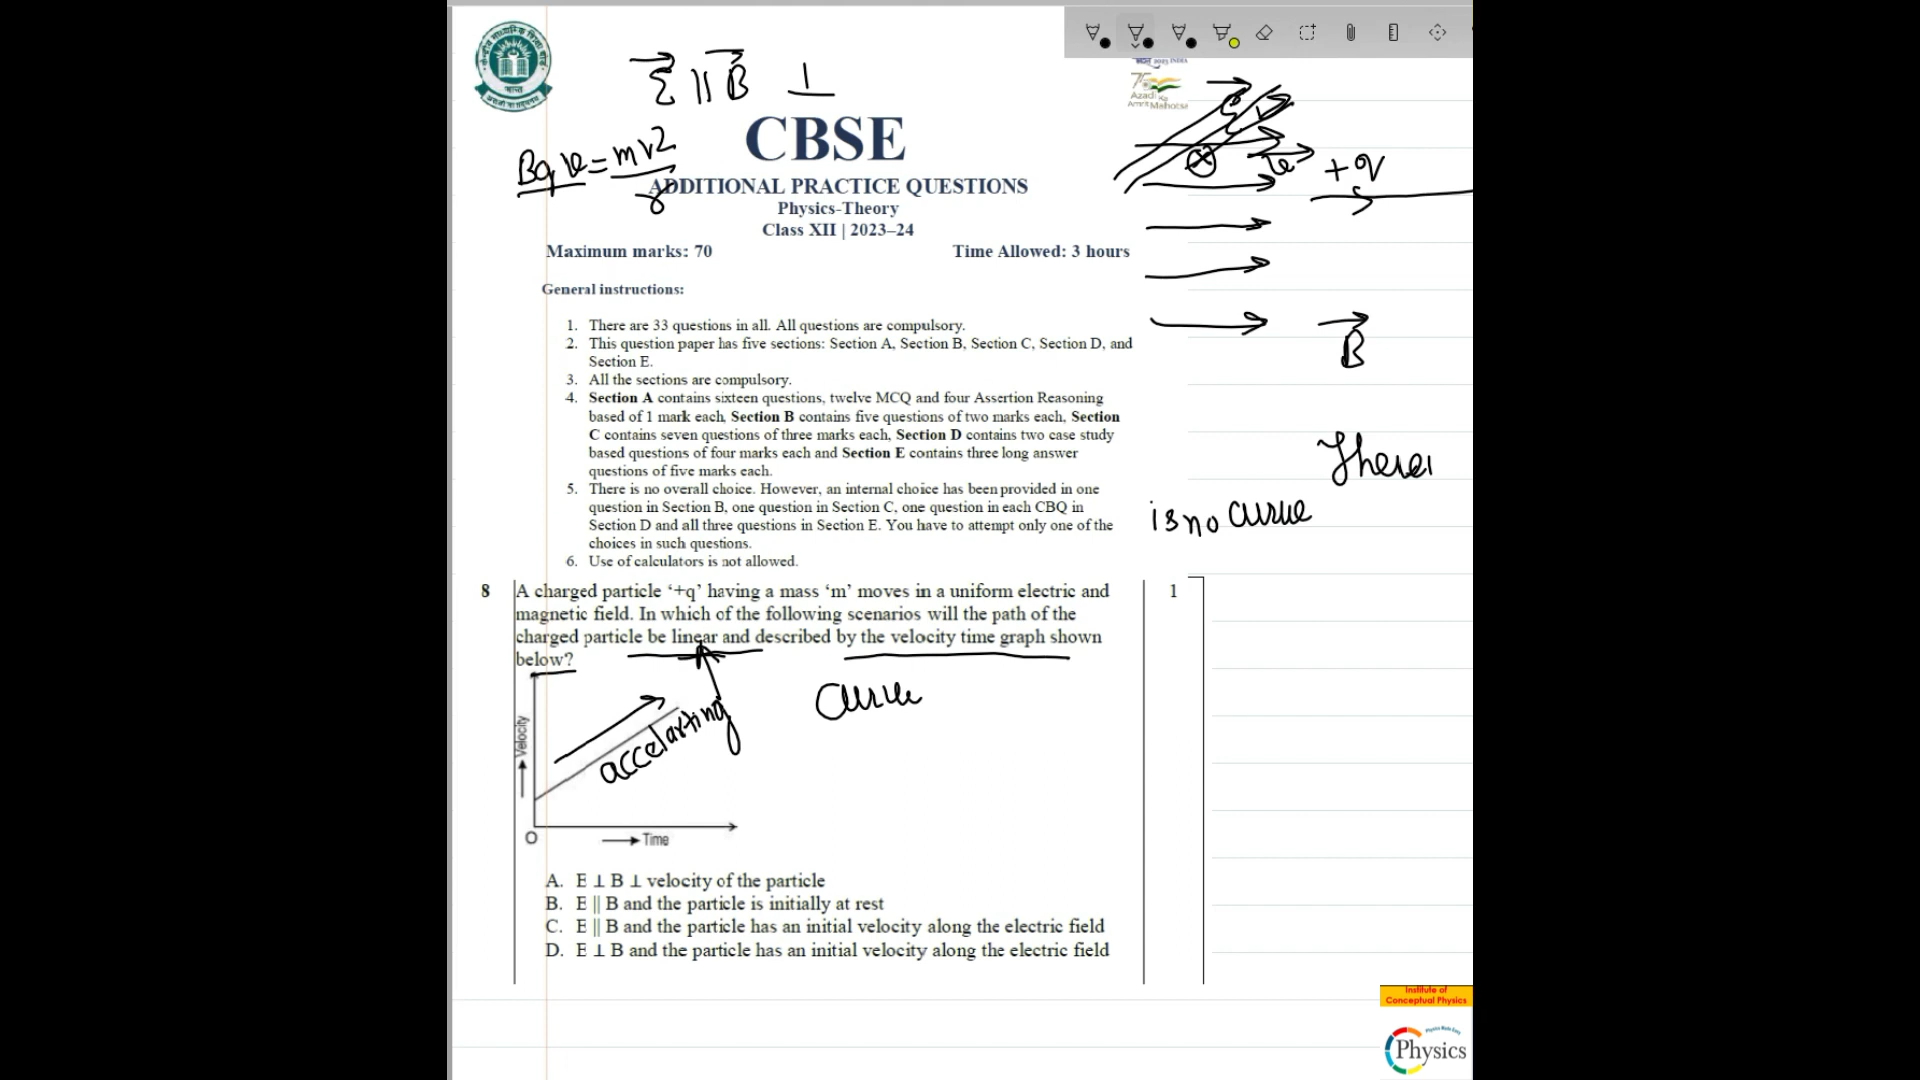 E || B ⊥
Bqv = mv2
r
75
Azadi Ka
Amrit Mahotsav
CBSE
ADDITIONAL PRACTICE QUESTIONS
Physics-Theory
Class XII | 2023–24
Maximum marks: 70 Time Allowed: 3 hours
+q
B
General instructions:
1. There are 33 questions in all. All questions are compulsory.
2. This question paper has five sections: Section A, Section B, Section C, Section D, and
Section E.
3. All the sections are compulsory.
4. Section A contains sixteen questions, twelve MCQ and four Assertion Reasoning
based of 1 mark each, Section B contains five questions of two marks each, Section
C contains seven questions of three marks each, Section D contains two case study
based questions of four marks each and Section E contains three long answer
questions of five marks each.
5. There is no overall choice. However, an internal choice has been provided in one
question in Section B, one question in Section C, one question in each CBQ in
Section D and all three questions in Section E. You have to attempt only one of the
choices in such questions.
6. Use of calculators is not allowed.
There
is no curve
8 A charged particle ‘+q’ having a mass ‘m’ moves in a uniform electric and 1
magnetic field. In which of the following scenarios will the path of the
charged particle be linear and described by the velocity time graph shown
below?
curve
accelarting
Velocity
O
Time
A. E ⊥ B ⊥ velocity of the particle
B. E || B and the particle is initially at rest
C. E || B and the particle has an initial velocity along the electric field
D. E ⊥ B and the particle has an initial velocity along the electric field
Institute of
Conceptual Physics
Physics Made Easy
Physics